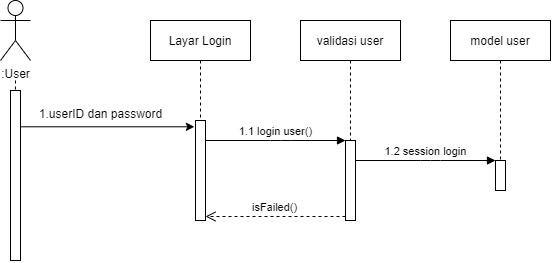 :User
Layar Login
validasi user
model user
1.userID dan password
1.1 login user()
1.2 session login
isFailed()